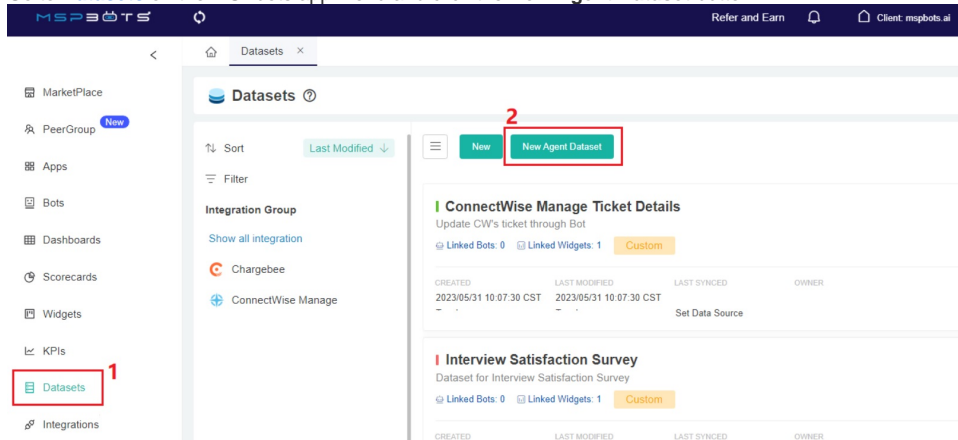 MSPBOTS
Refer and Earn
Client: mspbots.ai
Datasets ×
MarketPlace
PeerGroup New
Apps
Bots
Dashboards
Scorecards
Widgets
KPIs
Datasets
1
Integrations
Datasets
Sort Last Modified ↓
Filter
Integration Group
Show all integration
Chargebee
ConnectWise Manage
2
New New Agent Dataset
ConnectWise Manage Ticket Details
Update CW's ticket through Bot
Linked Bots: 0 Linked Widgets: 1 Custom
CREATED LAST MODIFIED LAST SYNCED OWNER
2023/05/31 10:07:30 CST 2023/05/31 10:07:30 CST
Set Data Source
Interview Satisfaction Survey
Dataset for Interview Satisfaction Survey
Linked Bots: 0 Linked Widgets: 1 Custom
CREATED LAST MODIFIED LAST SYNCED OWNER